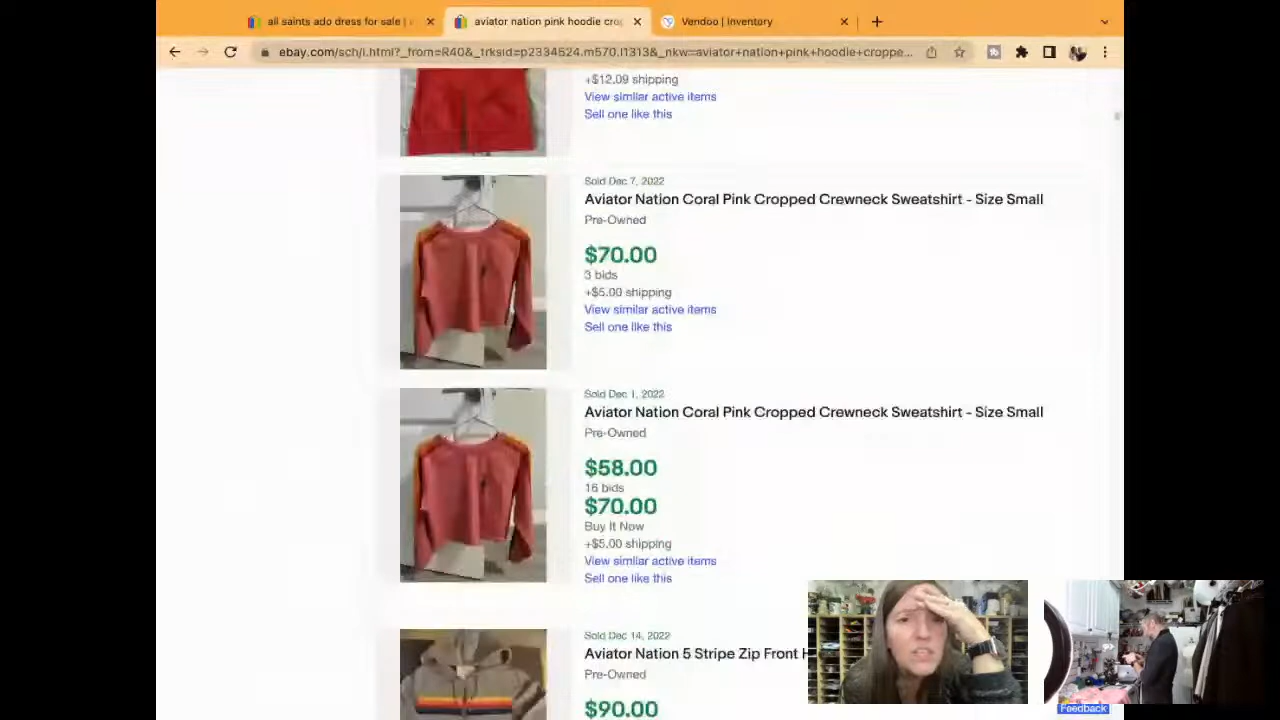 all saints ado dress for sale |
aviator nation pink hoodie cro
Vendoo | Inventory
ebay.com/sch/i.html?_from=R40&_trksid=p2334524.m570.l1313&_nkw=aviator+nation+pink+hoodie+croppe...
+$12.09 shipping
View similar active items
Sell one like this
Sold Dec 7, 2022
Aviator Nation Coral Pink Cropped Crewneck Sweatshirt - Size Small
Pre-Owned
$70.00
3 bids
+$5.00 shipping
View similar active items
Sell one like this
Sold Dec 1, 2022
Aviator Nation Coral Pink Cropped Crewneck Sweatshirt - Size Small
Pre-Owned
$58.00
16 bids
$70.00
Buy It Now
+$5.00 shipping
View similar active items
Sell one like this
Sold Dec 14, 2022
Aviator Nation 5 Stripe Zip Front
Pre-Owned
$90.00
Feedback